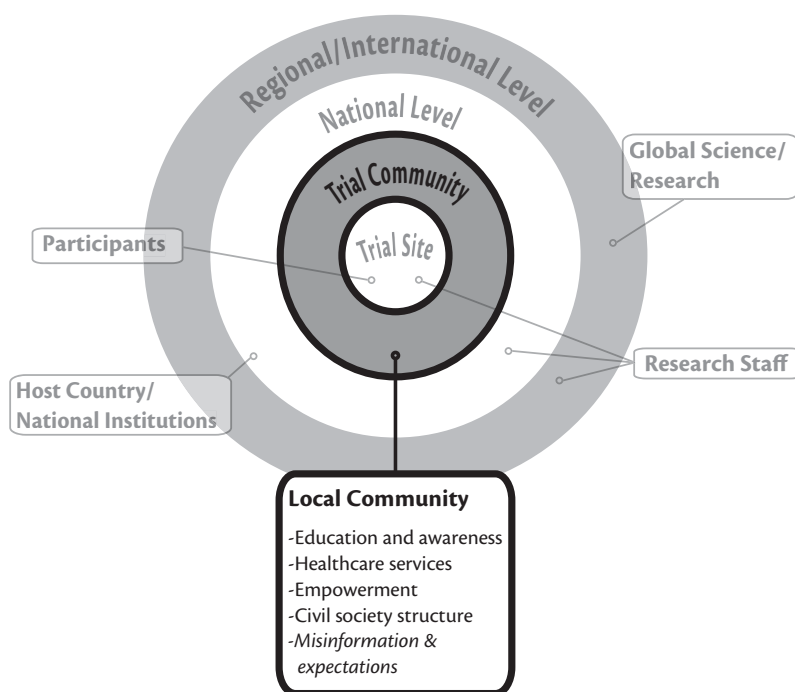 Regional/International Level
National Level
Trial Community
Trial Site
Global Science/
Research
Participants
Host Country/
National Institutions
Research Staff
Local Community
-Education and awareness
-Healthcare services
-Empowerment
-Civil society structure
-Misinformation &
expectations